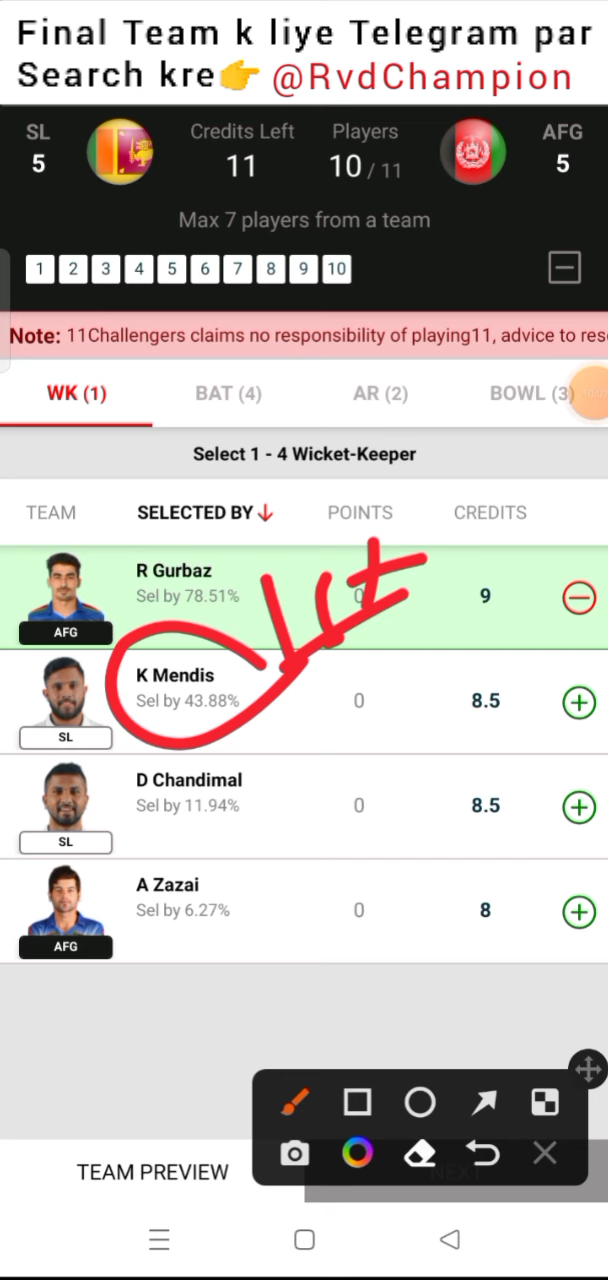 Final Team k liye Telegram par
Search kre👉 @RvdChampion
SL Credits Left Players AFG
5 11 10 / 11 5
Max 7 players from a team
1 2 3 4 5 6 7 8 9 10
Note: 11Challengers claims no responsibility of playing11, advice to res
WK (1) BAT (4) AR (2) BOWL (3)
Select 1 - 4 Wicket-Keeper
TEAM SELECTED BY POINTS CREDITS
R Gurbaz
Sel by 78.51% 0 9
AFG
K Mendis
Sel by 43.88% 0 8.5
SL
D Chandimal
Sel by 11.94% 0 8.5
SL
A Zazai
Sel by 6.27% 0 8
AFG
TEAM PREVIEW NEXT